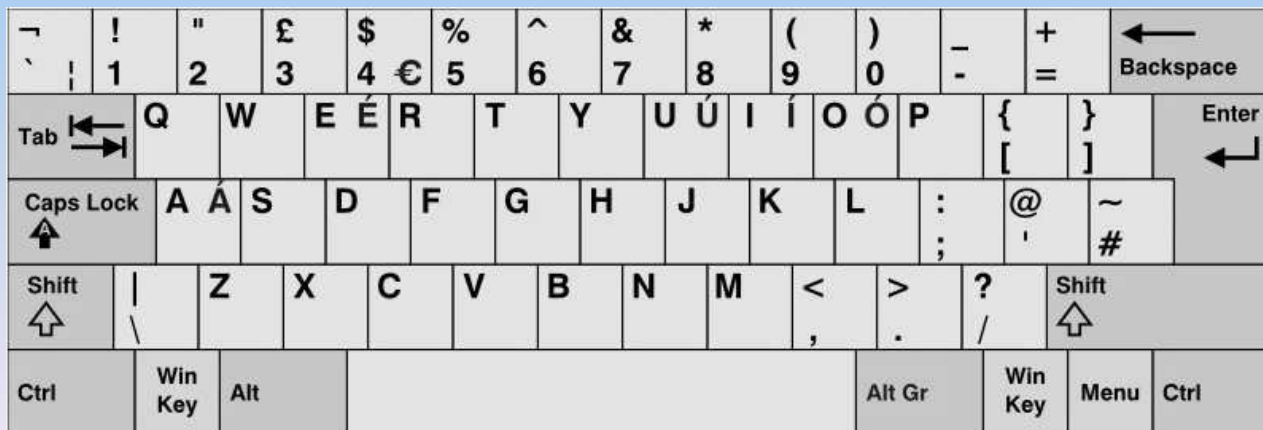 ¬ ! " £ $ % ^ & * ( ) _ +
` ¦ 1 2 3 4 € 5 6 7 8 9 0 - = Backspace
Tab Q W E É R T Y U Ú I Í O Ó P { } Enter
[ ]
Caps Lock A Á S D F G H J K L : @ ~
A ; ' #
Shift | Z X C V B N M < > ? Shift
\ , . /
Ctrl Win Key Alt Alt Gr Win Key Menu Ctrl